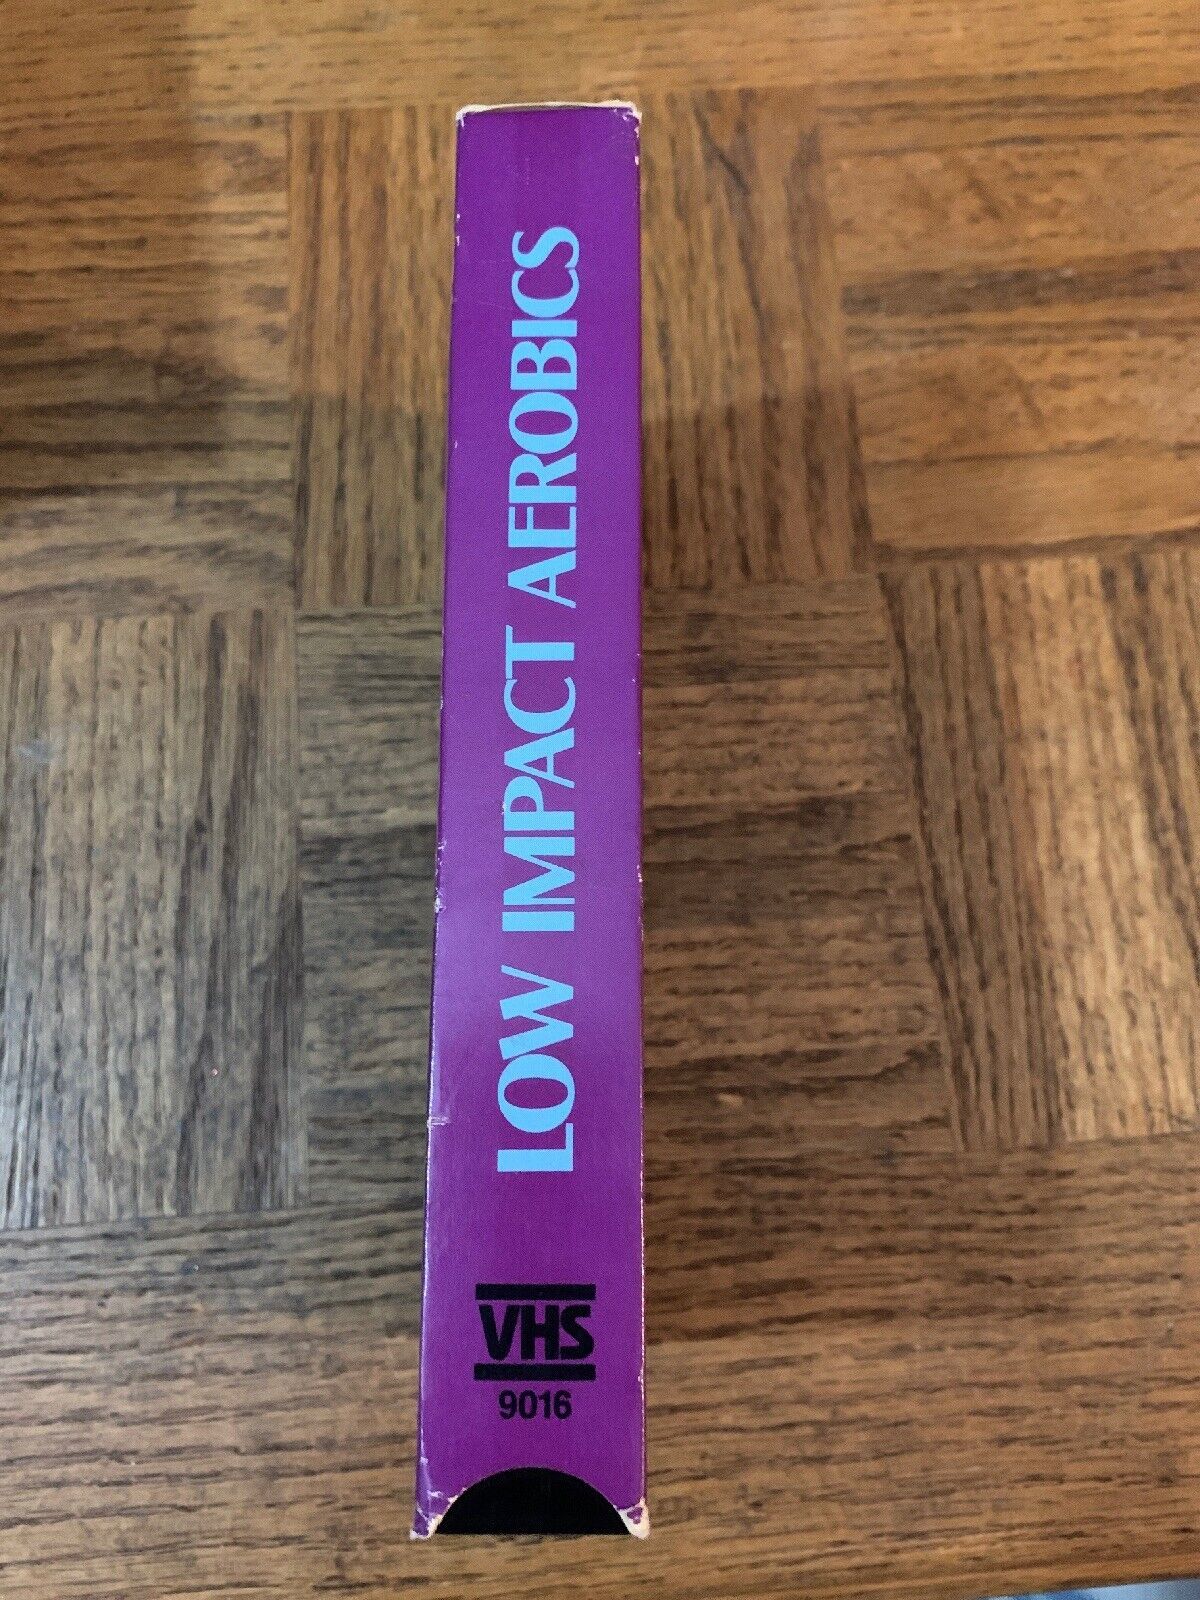 LOW IMPACT AEROBICS
VHS
9016